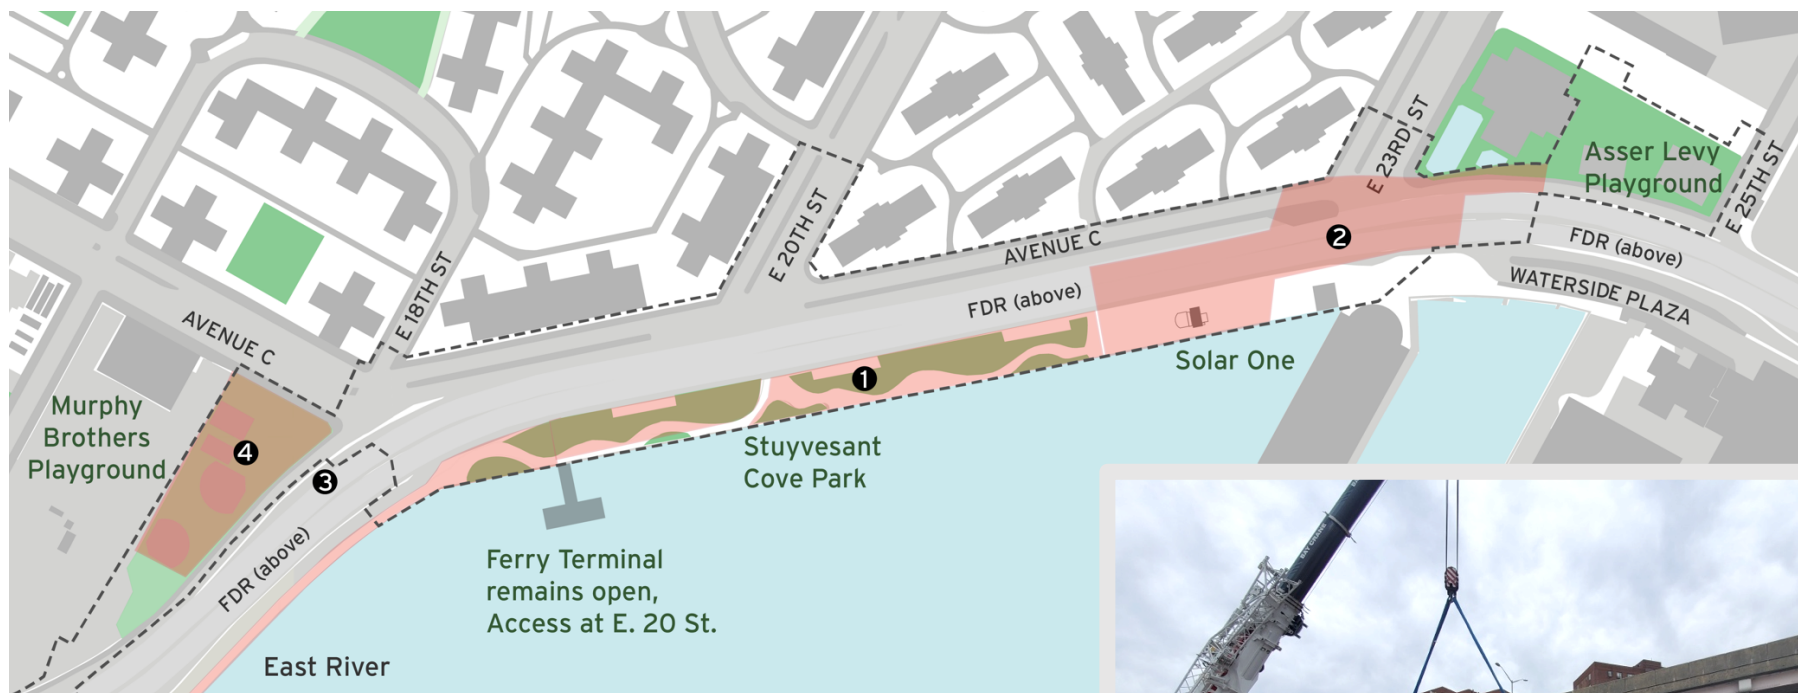 E 23RD ST
Asser Levy
Playground
E 25TH ST
E 20TH ST
AVENUE C
2
FDR (above)
WATERSIDE PLAZA
E 18TH ST
FDR (above)
AVENUE C
Solar One
1
Murphy
Brothers
Playground
4
3
Stuyvesant
Cove Park
FDR (above)
Ferry Terminal
remains open,
Access at E. 20 St.
East River
BAY CRANE